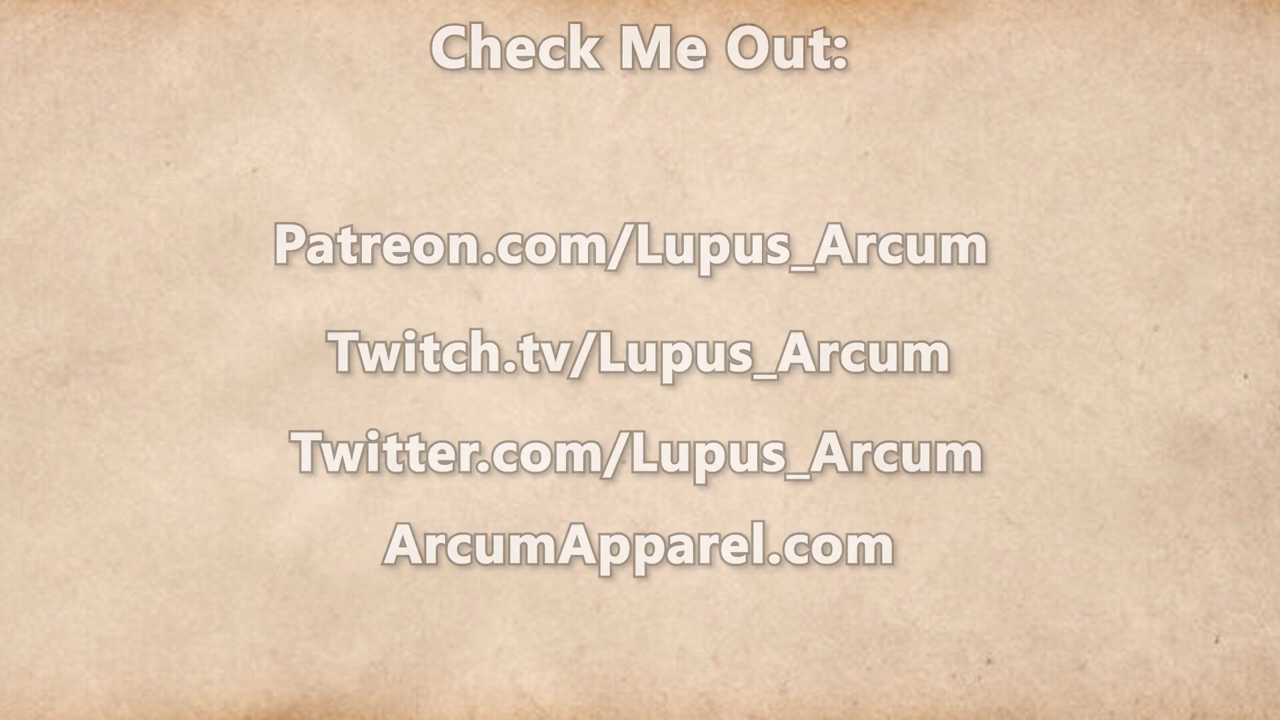 Check Me Out:
Patreon.com/Lupus_Arcum
Twitch.tv/Lupus_Arcum
Twitter.com/Lupus_Arcum
ArcumApparel.com